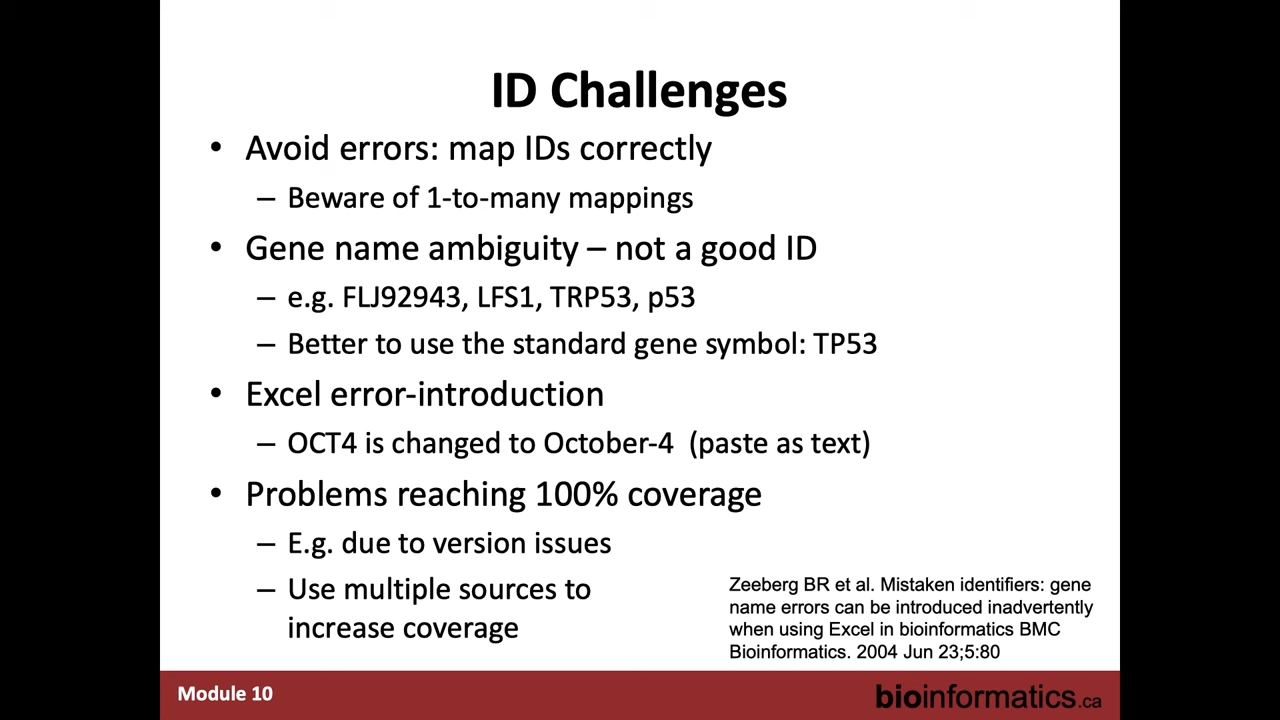 ID Challenges
• Avoid errors: map IDs correctly
– Beware of 1-to-many mappings
• Gene name ambiguity – not a good ID
– e.g. FLJ92943, LFS1, TRP53, p53
– Better to use the standard gene symbol: TP53
• Excel error-introduction
– OCT4 is changed to October-4 (paste as text)
• Problems reaching 100% coverage
– E.g. due to version issues
– Use multiple sources to
increase coverage
Zeeberg BR et al. Mistaken identifiers: gene
name errors can be introduced inadvertently
when using Excel in bioinformatics BMC
Bioinformatics. 2004 Jun 23;5:80
Module 10
bioinformatics.ca